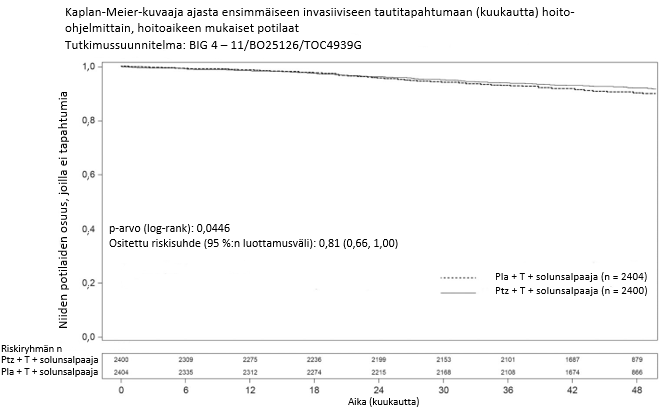 Kaplan-Meier-kuvaaja ajasta ensimmäiseen invasiiviseen tautitapahtumaan (kuukautta) hoito-
ohjelmittain, hoitoaikeen mukaiset potilaat
Tutkimussuunnitelma: BIG 4 – 11/BO25126/TOC4939G
Niiden potilaiden osuus, joilla ei tapahtumia
1,0
0,8
0,6
0,4
0,2
0,0
p-arvo (log-rank): 0,0446
Ositettu riskisuhde (95 %:n luottamusväli): 0,81 (0,66, 1,00)
Pla + T + solunsalpaaja (n = 2404)
Ptz + T + solunsalpaaja (n = 2400)
Riskiryhmän n
Ptz + T + solunsalpaaja 2400 2309 2275 2236 2199 2153 2101 1687 879
Pla + T + solunsalpaaja 2404 2335 2312 2274 2215 2168 2108 1674 866
0 6 12 18 24 30 36 42 48
Aika (kuukautta)